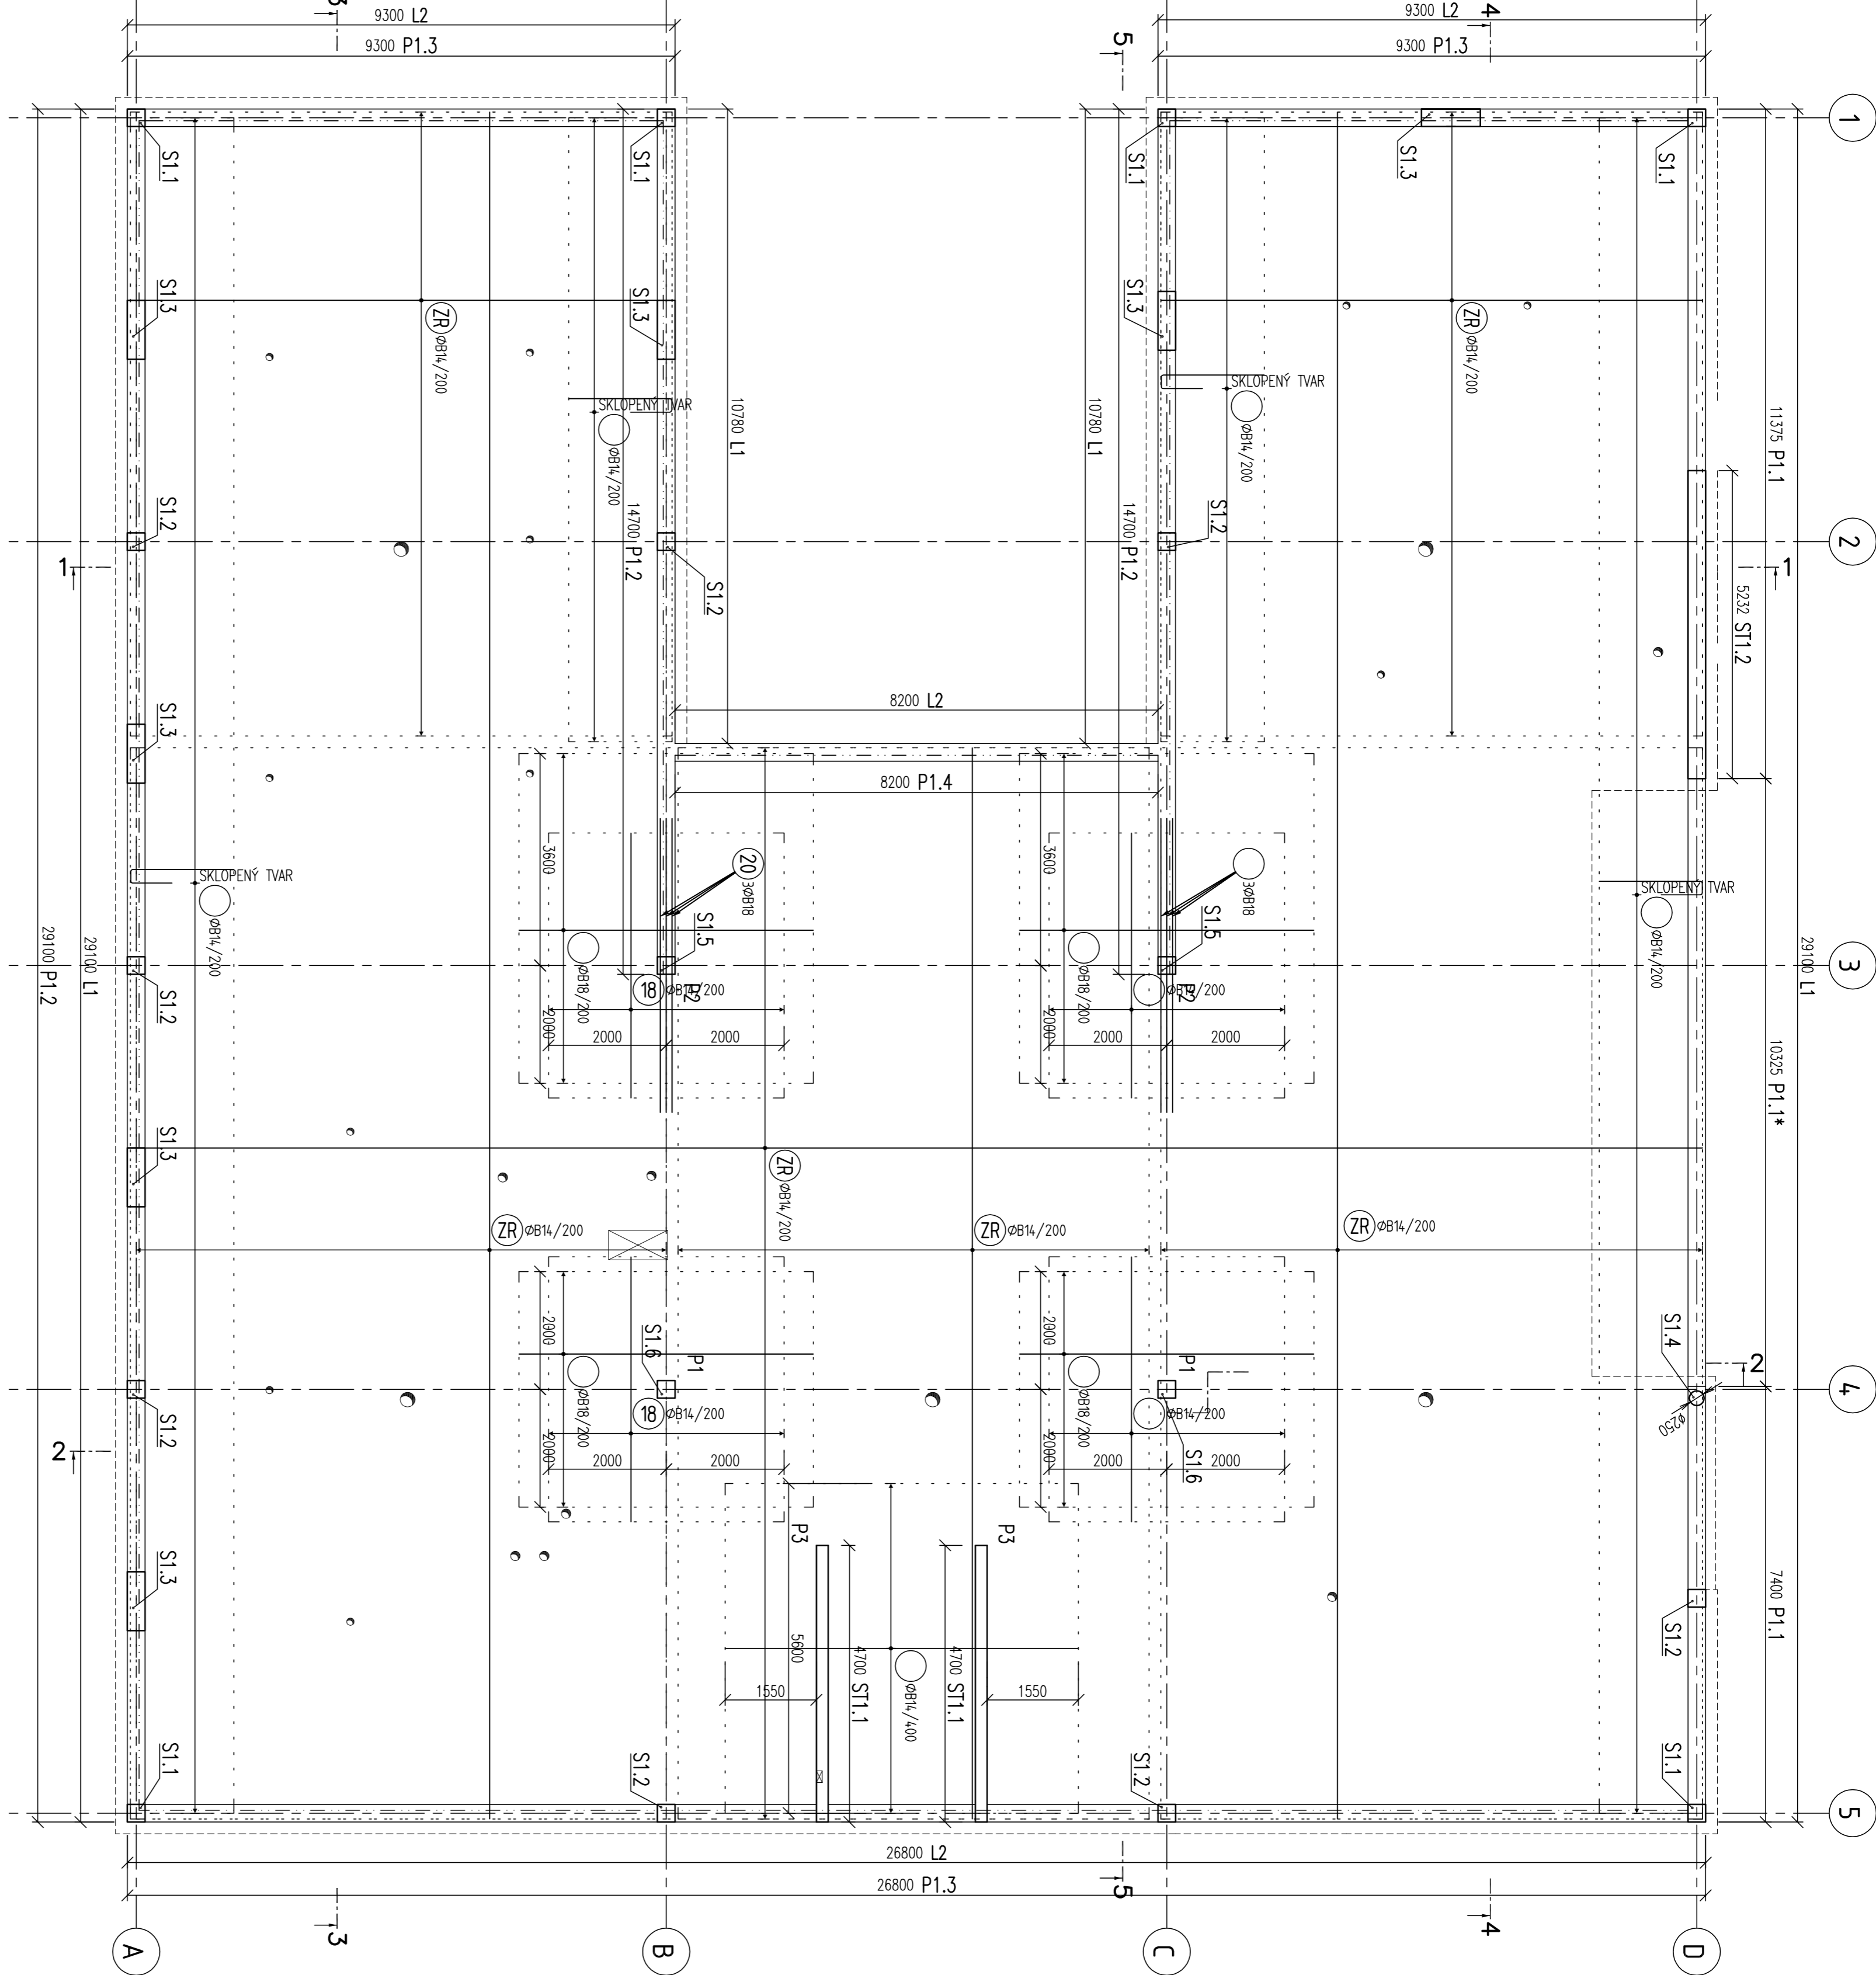 3
9300 L2
9300 P1.3
9300 L2
9300 P1.3
4
5
1
S1.1
S1.1
S1.1
S1.3
S1.1
S1.3
S1.3
S1.3
ZR ØB14/200
ZR ØB14/200
SKLOPENÝ TVAR
ØB14/200
SKLOPENÝ TVAR
ØB14/200
10780 L1
10780 L1
11375 P1.1
14700 P1.2
14700 P1.2
S1.2
S1.2
S1.2
2
1
1
5232 ST1.2
8200 L2
8200 P1.4
S1.3
3600
3600
20 3ØB18
3ØB18
SKLOPENÝ TVAR
ØB14/200
SKLOPENÝ TVAR
ØB14/200
S1.5
S1.5
ØB18/200
ØB18/200
29100 P1.2
29100 L1
29100 L1
3
S1.2
18 ØB14/200
P2
ØB14/200
P2
2000
2000
2000
2000
2000
2000
10325 P1.1*
S1.3
ZR ØB14/200
ZR ØB14/200
ZR ØB14/200
ZR ØB14/200
2000
2000
S1.6
P1
P1
S1.4
2
4
ØB18/200
ØB18/200
18 ØB14/200
ØB14/200
Ø250
S1.2
2
2000
2000
2000
2000
2000
2000
S1.6
P3
P3
S1.3
5600
4700 ST1.1
4700 ST1.1
ØB14/400
1550
1550
7400 P1.1
S1.2
S1.1
S1.2
S1.2
S1.1
5
26800 L2
26800 P1.3
3
5
4
A
B
C
D